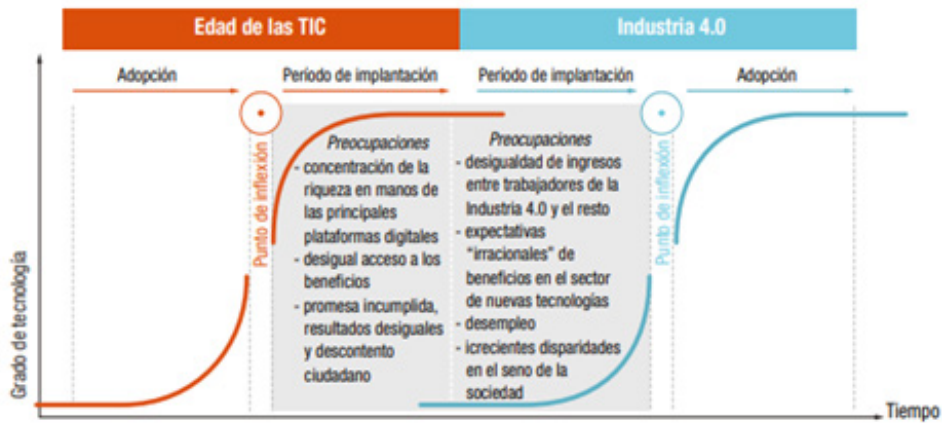 Edad de las TIC
Industria 4.0
Adopción
Período de implantación
Período de implantación
Adopción
Grado de tecnología
Punto de inflexión
Preocupaciones
- concentración de la
riqueza en manos de
las principales
plataformas digitales
- desigual acceso a los
beneficios
- promesa incumplida,
resultados desiguales
y descontento
ciudadano
Preocupaciones
- desigualdad de ingresos
entre trabajadores de la
Industria 4.0 y el resto
- expectativas
“irracionales” de
beneficios en el sector
de nuevas tecnologías
- desempleo
- icrecientes disparidades
en el seno de la
sociedad
Punto de inflexión
Tiempo